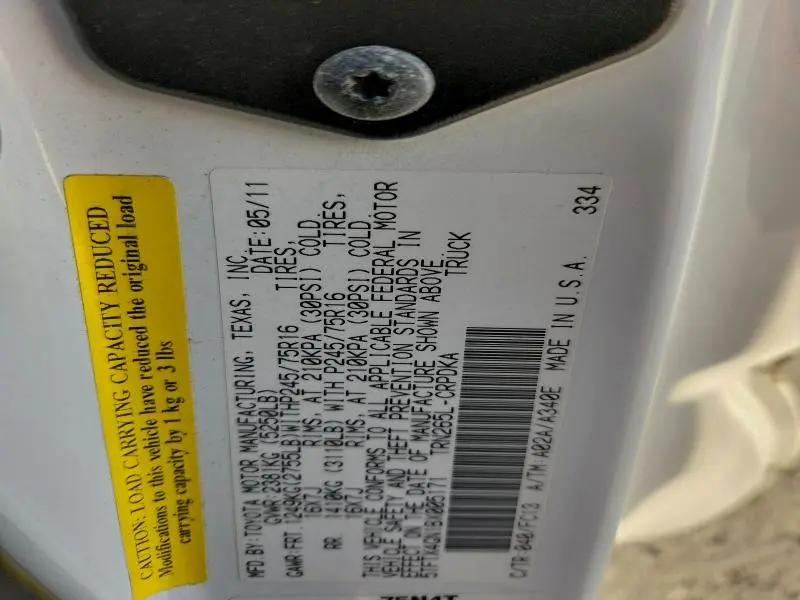 CAUTION: LOAD CARRYING CAPACITY REDUCED
Modifications to this vehicle have reduced the original load
carrying capacity by 1 kg or 3 lbs
MFD. BY: TOYOTA MOTOR MANUFACTURING, TEXAS, INC.
GVWR 2381KG (5250LB) DATE: 05/11
GAWR FRT 1249KG(2755LB)WITHP245/75R16 TIRES,
16X7J RIMS, AT 210KPA (30PSI) COLD.
RR. 1410KG (3110LB) WITH P245/75R16 TIRES,
16X7J RIMS, AT 210KPA (30PSI) COLD
THIS VEHICLE CONFORMS TO ALL APPLICABLE FEDERAL MOTOR
VEHICLE SAFETY AND THEFT PREVENTION STANDARDS IN
EFFECT ON THE DATE OF MANUFACTURE SHOWN ABOVE.
5TFTX4GN1BX005171 TRN265L-CRPDKA TRUCK
C/TR:040/FC13 A/TM A02A/A340E MADE IN U.S.A. 334